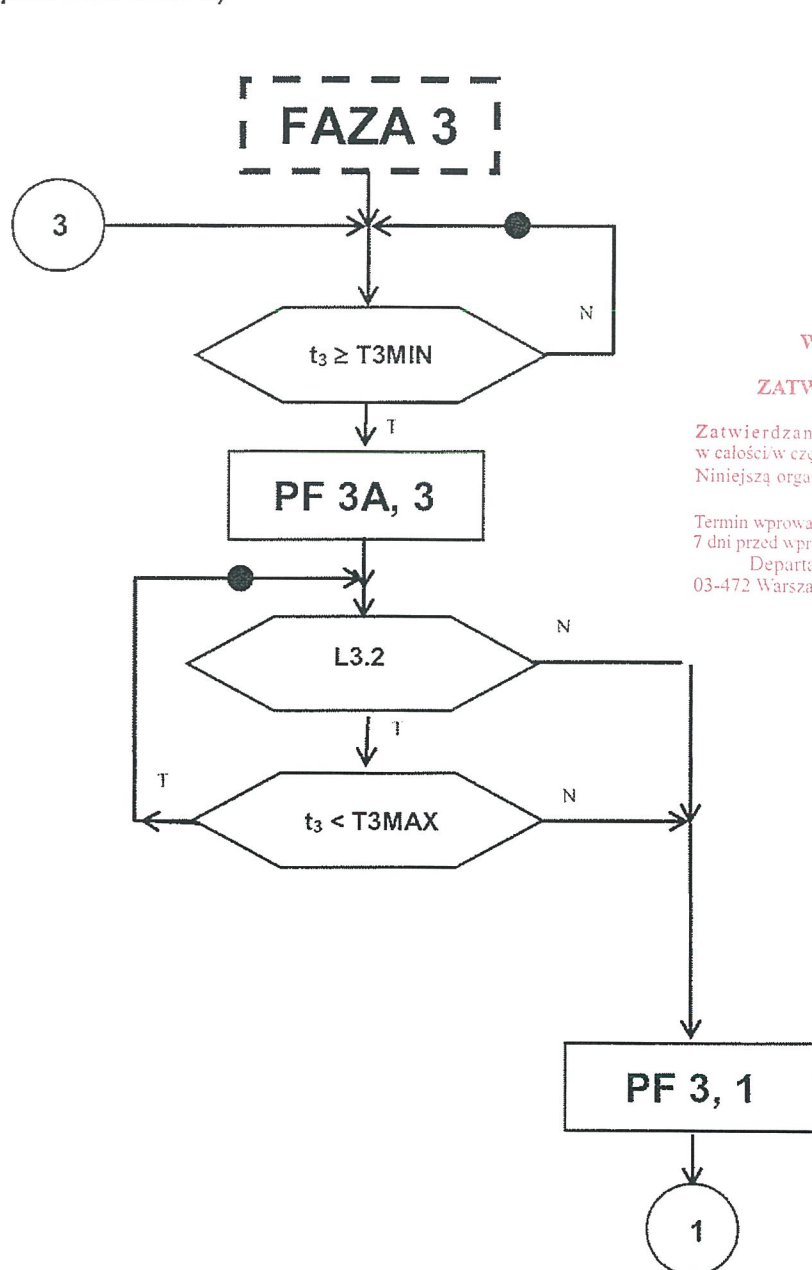 FAZA 3
3
N
t₃ ≥ T3MIN
T
PF 3A, 3
N
L3.2
T
T
N
t₃ < T3MAX
PF 3, 1
1
W
ZATW
Zatwierdzan
w całości/w czę
Niniejszą orga
Termin wprowa
7 dni przed wpr
Departa
03-472 Warsza